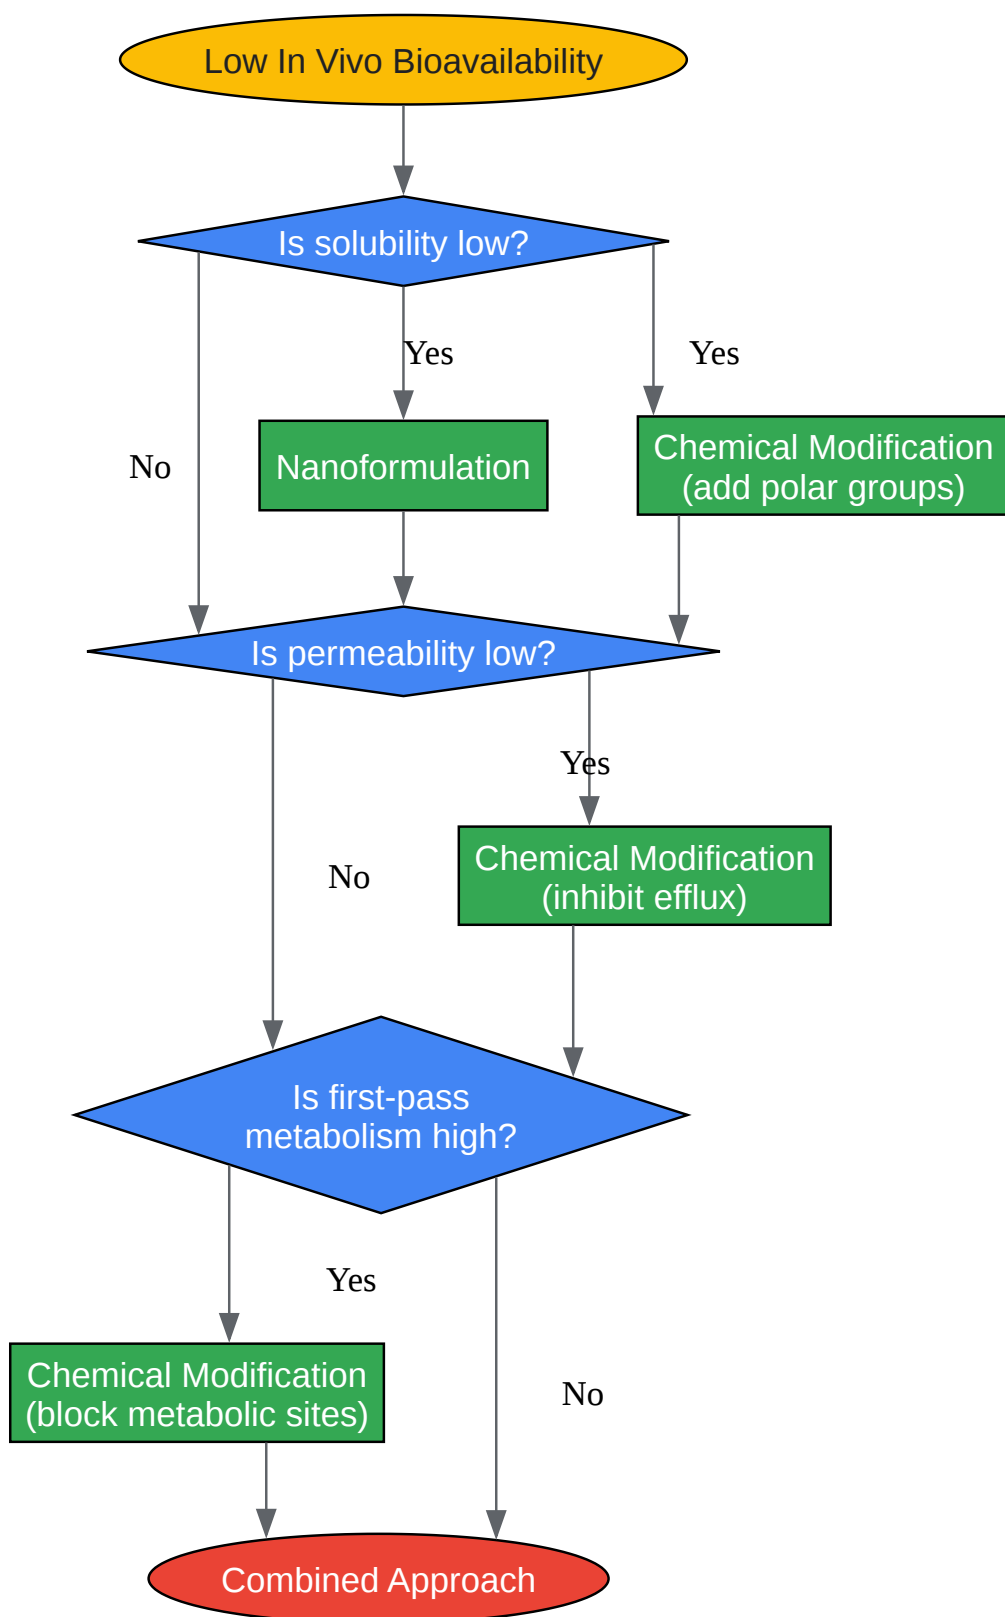 Low In Vivo Bioavailability
Is solubility low?
Yes
Yes
No
Nanoformulation
Chemical Modification
(add polar groups)
Is permeability low?
Yes
No
Chemical Modification
(inhibit efflux)
Is first-pass
metabolism high?
Yes
No
Chemical Modification
(block metabolic sites)
Combined Approach